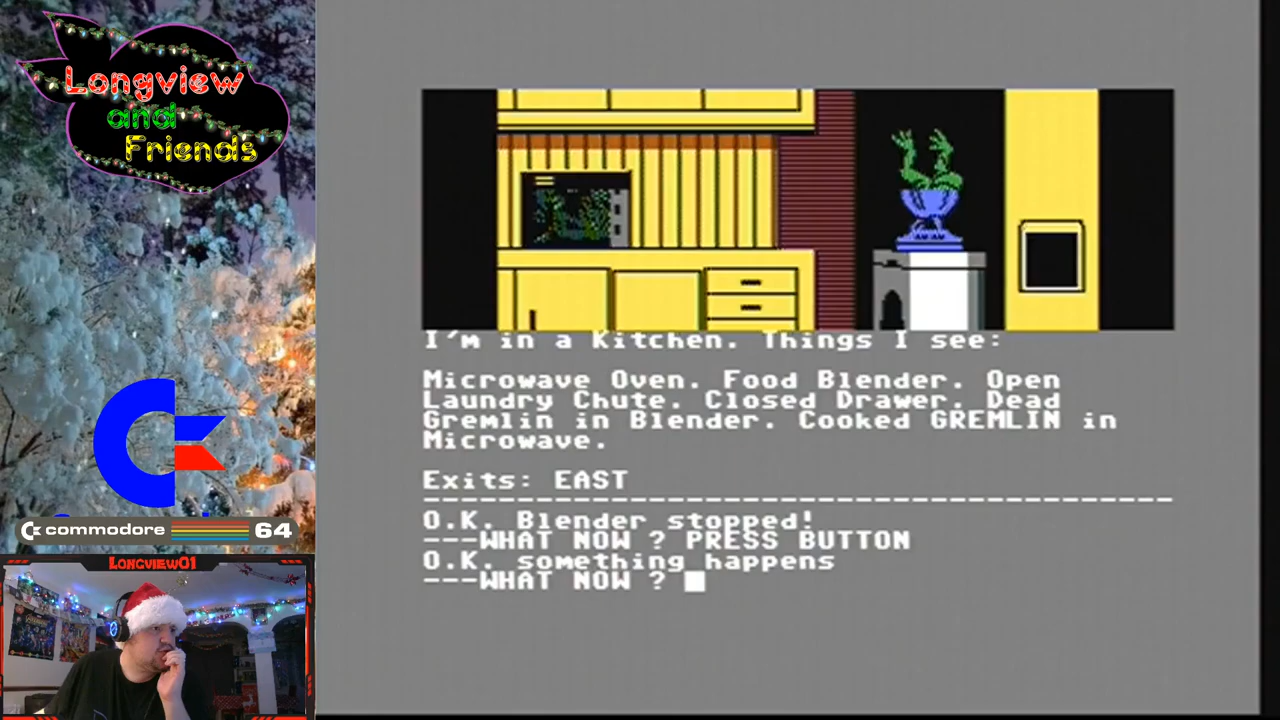 Longview
and
Friends
commodore 64
LONGVIEW01
I'm in a Kitchen. Things I see:
Microwave Oven. Food Blender. Open
Laundry Chute. Closed Drawer. Dead
Gremlin in Blender. Cooked GREMLIN in
Microwave.
Exits: EAST
O.K. Blender stopped!
---WHAT NOW ? PRESS BUTTON
O.K. something happens
---WHAT NOW ?